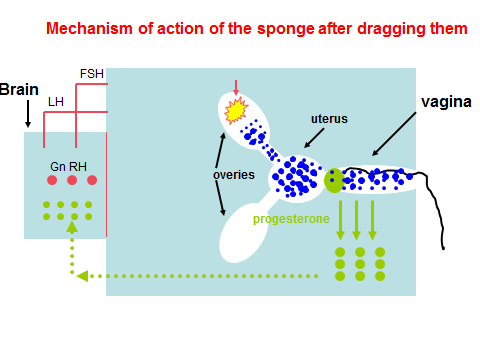 Mechanism of action of the sponge after dragging them
FSH
Brain
LH
vagina
uterus
Gn RH
overies
progesterone